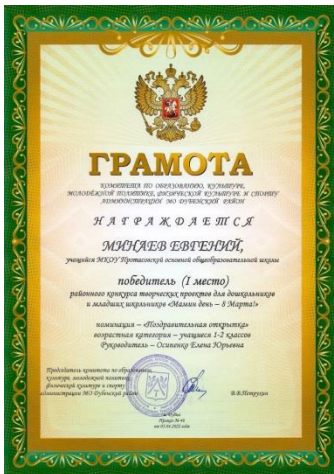 ГРАМОТА
КОМИТЕТА ПО ОБРАЗОВАНИЮ, КУЛЬТУРЕ,
МОЛОДЁЖНОЙ ПОЛИТИКЕ, ФИЗИЧЕСКОЙ КУЛЬТУРЕ И СПОРТУ
АДМИНИСТРАЦИИ МО ДУБЕНСКИЙ РАЙОН
НАГРАЖДАЕТСЯ
МИНАЕВ ЕВГЕНИЙ,
учащийся МКОУ Протасовской основной общеобразовательной школы
победитель (I место)
районного конкурса творческих проектов для дошкольников
и младших школьников «Мамин день – 8 Марта!»
номинация – «Поздравительная открытка»
возрастная категория – учащиеся 1-2 классов
Руководитель – Осипенко Елена Юрьевна
Председатель комитета по образованию,
культуре, молодежной политике,
физической культуре и спорту
администрации МО Дубенский район
В.В.Петрухин